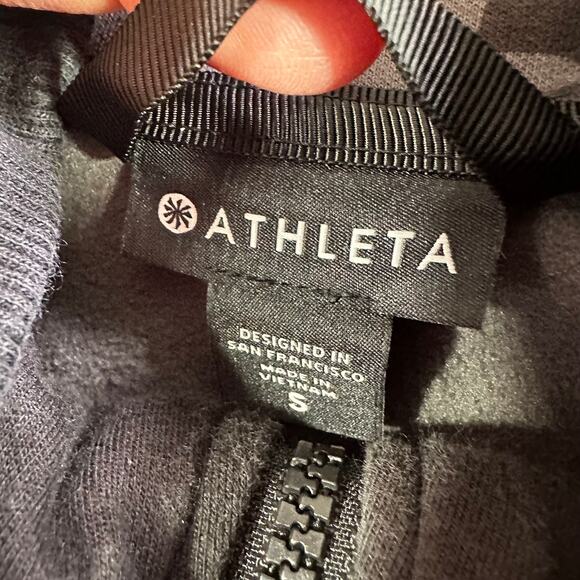 ATHLETA
DESIGNED IN
SAN FRANCISCO
MADE IN
VIETNAM
S